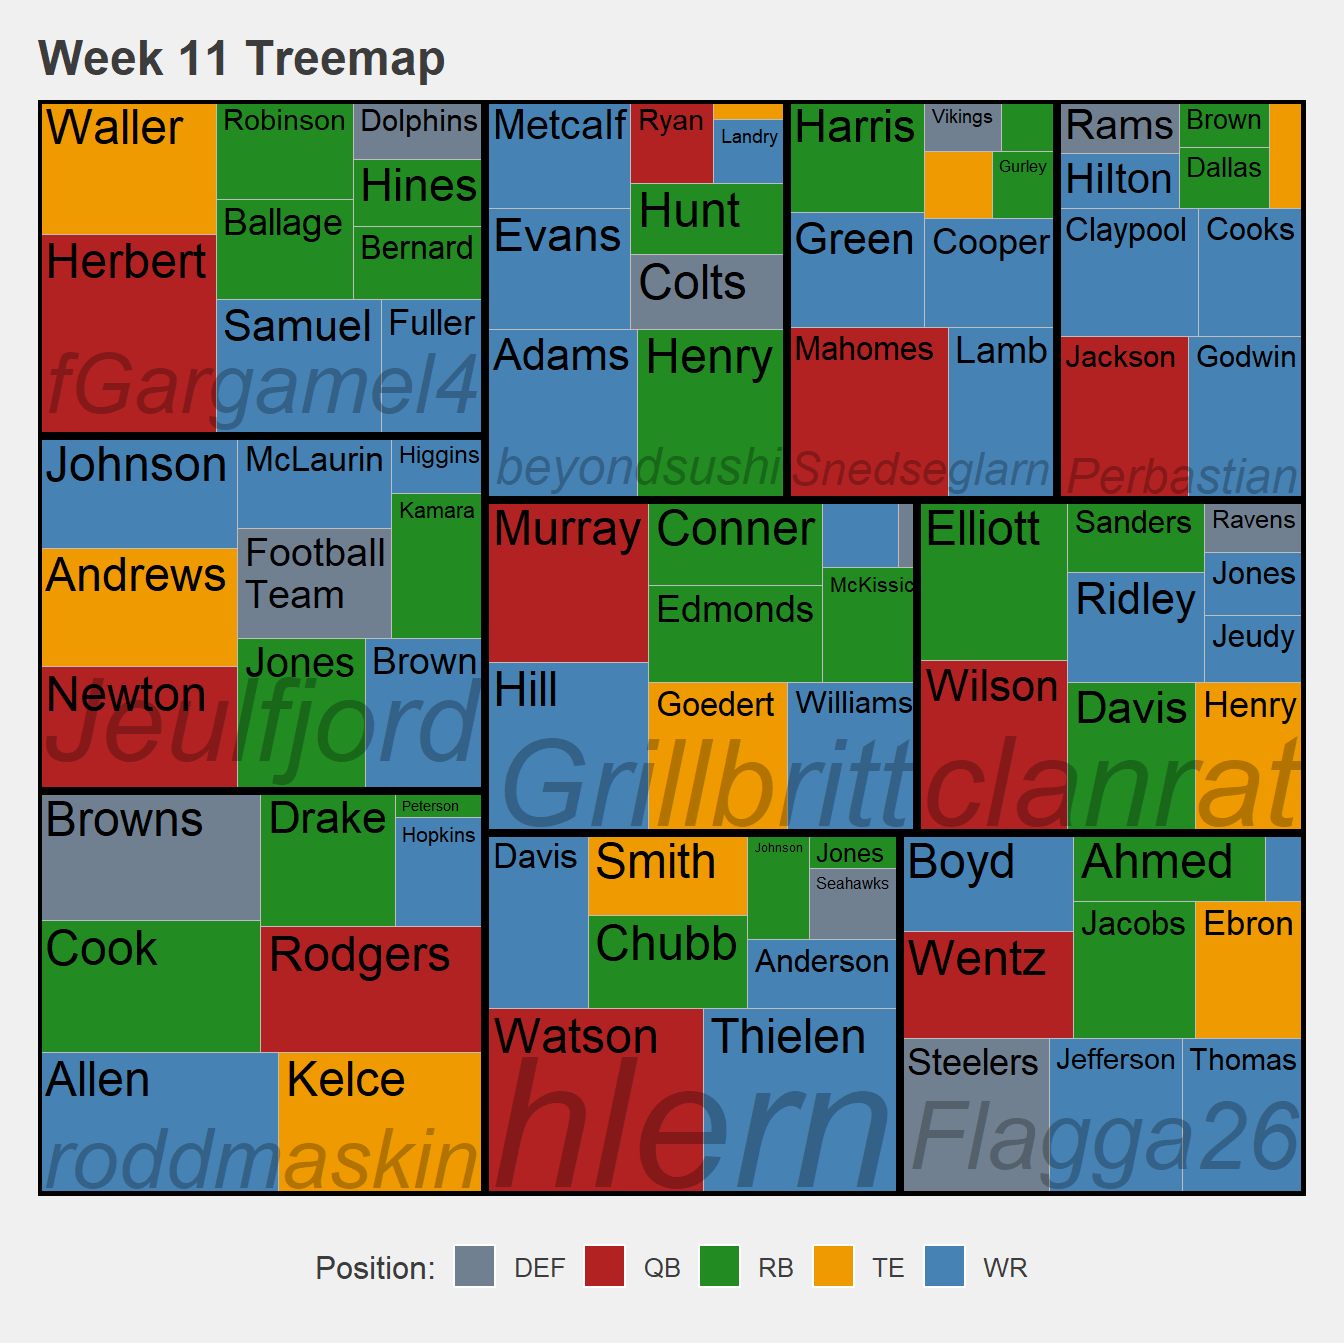 Week 11 Treemap
Waller
Robinson
Dolphins
Hines
Ballage
Bernard
Herbert
Samuel
Fuller
fGargamel4
Metcalf
Ryan
Landry
Hunt
Evans
Colts
Adams
Henry
beyondsushi
Harris
Vikings
Gurley
Green
Cooper
Mahomes
Lamb
Snedseglarn
Rams
Brown
Hilton
Dallas
Claypool
Cooks
Jackson
Godwin
Perbastian
Johnson
McLaurin
Higgins
Kamara
Andrews
Football
Team
Newton
Jones
Brown
Jeulfjord
Murray
Conner
McKissic
Edmonds
Hill
Goedert
Williams
Grillbritt
Elliott
Sanders
Ravens
Jones
Ridley
Jeudy
Wilson
Davis
Henry
clanrat
Browns
Drake
Peterson
Hopkins
Cook
Rodgers
Allen
Kelce
roddmaskin
Davis
Smith
Johnson
Jones
Seahawks
Chubb
Anderson
Watson
Thielen
hlern
Boyd
Ahmed
Wentz
Jacobs
Ebron
Steelers
Jefferson
Thomas
Flagga26
Position: DEF QB RB TE WR